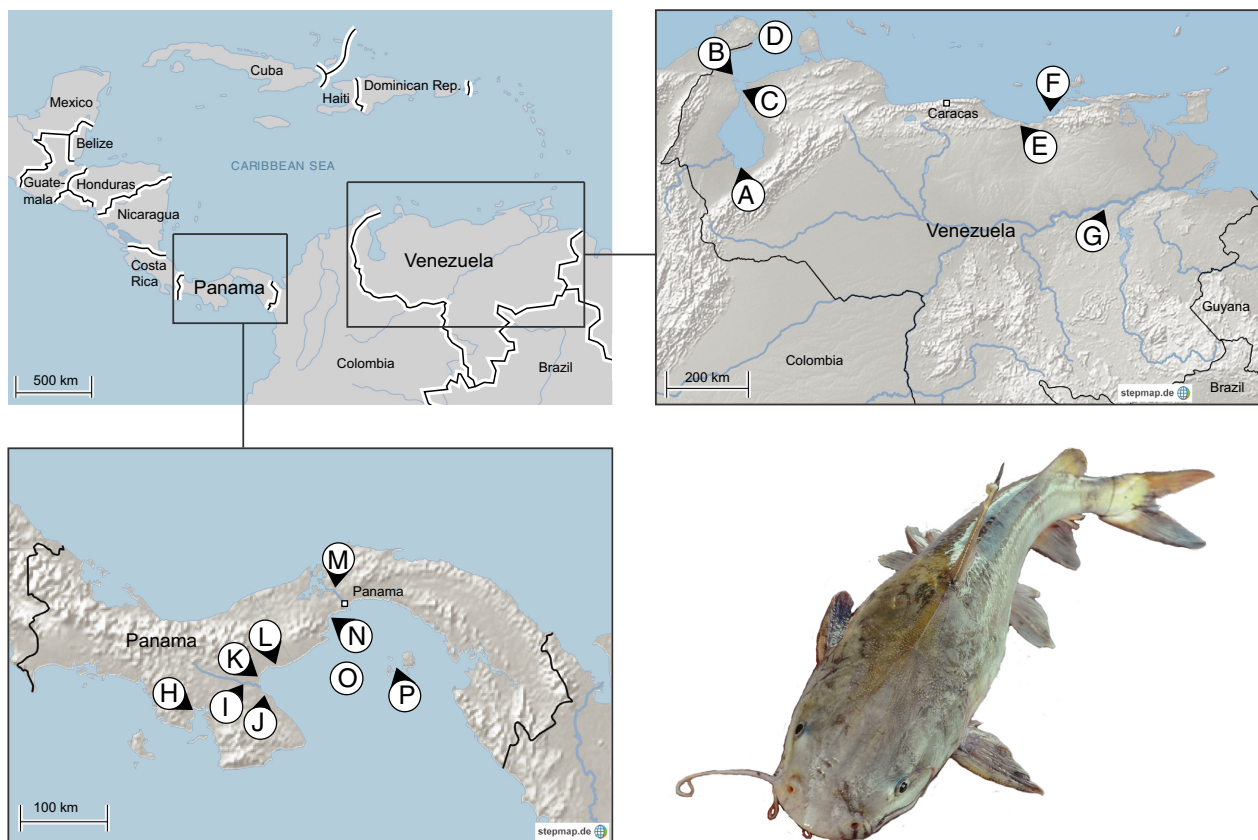 Cuba
Haiti
Dominican Rep.
Mexico
Belize
Guate-
mala
Honduras
Nicaragua
CARIBBEAN SEA
Costa
Rica
Panama
Venezuela
Colombia
Brazil
500 km
B
D
C
F
Caracas
E
A
Venezuela
G
Guyana
Colombia
200 km
Brazil
stepmap.de
M
Panama
Panama
L
N
K
O
H
I
J
P
100 km
stepmap.de